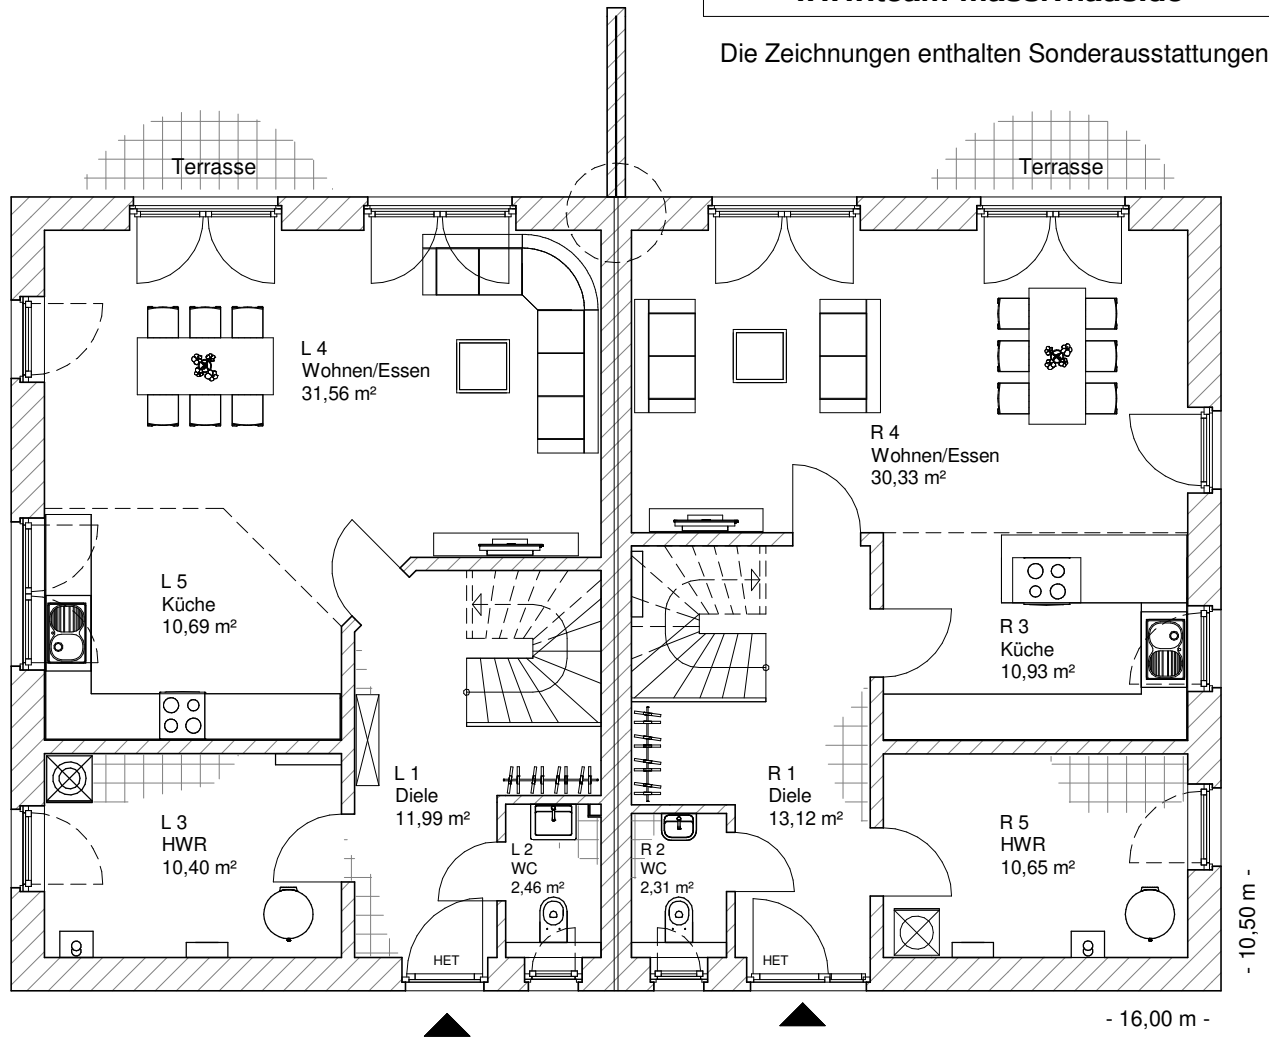 Die Zeichnungen enthalten Sonderausstattungen
Terrasse
Terrasse
L 4
Wohnen/Essen
31,56 m²
R 4
Wohnen/Essen
30,33 m²
L 5
Küche
10,69 m²
R 3
Küche
10,93 m²
L 1
Diele
11,99 m²
R 1
Diele
13,12 m²
L 3
HWR
10,40 m²
L 2
WC
2,46 m²
R 2
WC
2,31 m²
R 5
HWR
10,65 m²
HET
HET
- 10,50 m -
- 16,00 m -